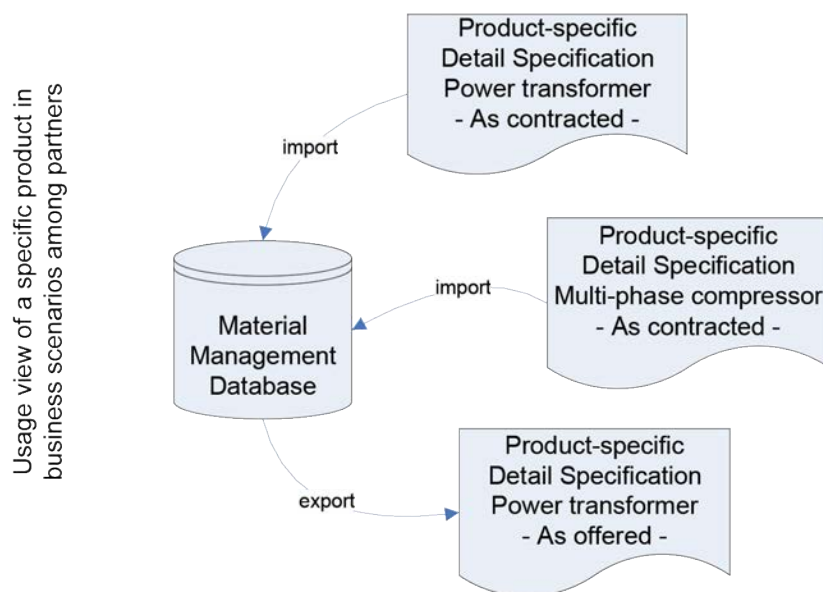 Usage view of a specific product in
business scenarios among partners
Product-specific
Detail Specification
Power transformer
- As contracted -
import
Product-specific
Detail Specification
Multi-phase compressor
- As contracted -
import
Material
Management
Database
export
Product-specific
Detail Specification
Power transformer
- As offered -